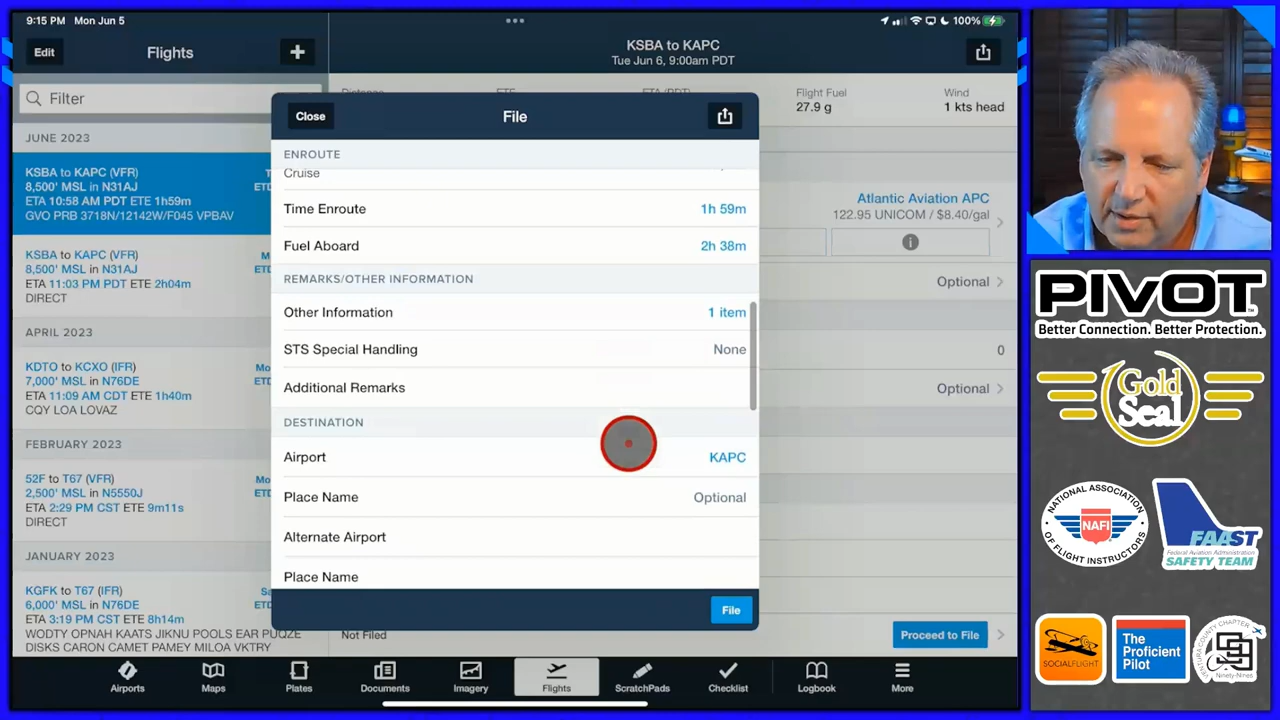 9:15 PM Mon Jun 5
100%
Edit
Flights
KSBA to KAPC
Tue Jun 6, 9:00am PDT
Filter
Distance
ETE
ETA (PDT)
Flight Fuel
27.9 g
Wind
1 kts head
JUNE 2023
KSBA to KAPC (VFR)
8,500' MSL in N31AJ
ETA 10:58 AM PDT ETE 1h59m
GVO PRB 3718N/12142W/F045 VPBAV
KSBA to KAPC (VFR)
8,500' MSL in N31AJ
ETA 11:03 PM PDT ETE 2h04m
DIRECT
APRIL 2023
KDTO to KCXO (IFR)
7,000' MSL in N76DE
ETA 11:09 AM CDT ETE 1h40m
CQY LOA LOVAZ
FEBRUARY 2023
52F to T67 (VFR)
2,500' MSL in N5550J
ETA 2:29 PM CST ETE 9m11s
DIRECT
JANUARY 2023
KGFK to T67 (IFR)
6,000' MSL in N76DE
ETA 3:19 PM CST ETE 8h14m
WODTY OPNAH KAATS JIKNU POOLS EAR PUQZE
DISKS CARON CAMET PAMEY MILOA VKTRY
Close
File
ENROUTE
Cruise
Time Enroute
1h 59m
Fuel Aboard
2h 38m
REMARKS/OTHER INFORMATION
Other Information
1 item
STS Special Handling
None
Additional Remarks
DESTINATION
Airport
KAPC
Place Name
Optional
Alternate Airport
Place Name
File
Atlantic Aviation APC
122.95 UNICOM / $8.40/gal
Optional
0
Optional
Not Filed
Proceed to File
Airports
Maps
Plates
Documents
Imagery
Flights
ScratchPads
Checklist
Logbook
More
PIVOT
Better Connection. Better Protection.
Gold
Seal
NATIONAL ASSOCIATION
NAFI
OF FLIGHT INSTRUCTORS
FAAST
Federal Aviation Administration
SAFETY TEAM
SOCIALFLIGHT
The
Proficient
Pilot
VENTURA COUNTY CHAPTER
99
Ninety-Nines